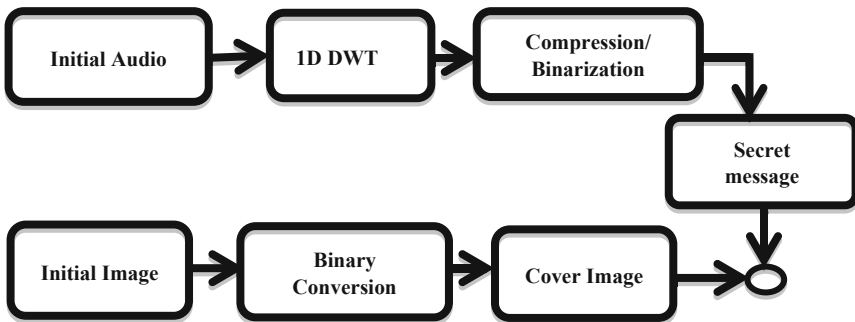 Initial Audio
1D DWT
Compression/
Binarization
Secret
message
Initial Image
Binary
Conversion
Cover Image